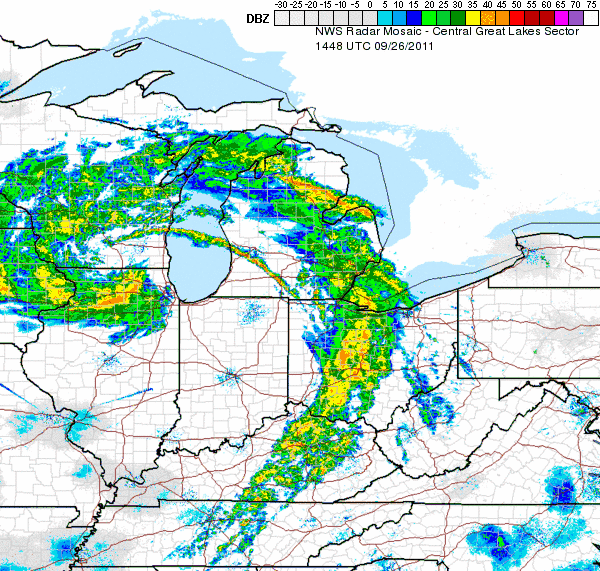 DBZ -30 -25 -20 -15 -10 -5 0 5 10 15 20 25 30 35 40 45 50 55 60 65 70 75
NWS Radar Mosaic - Central Great Lakes Sector
1448 UTC 09/26/2011